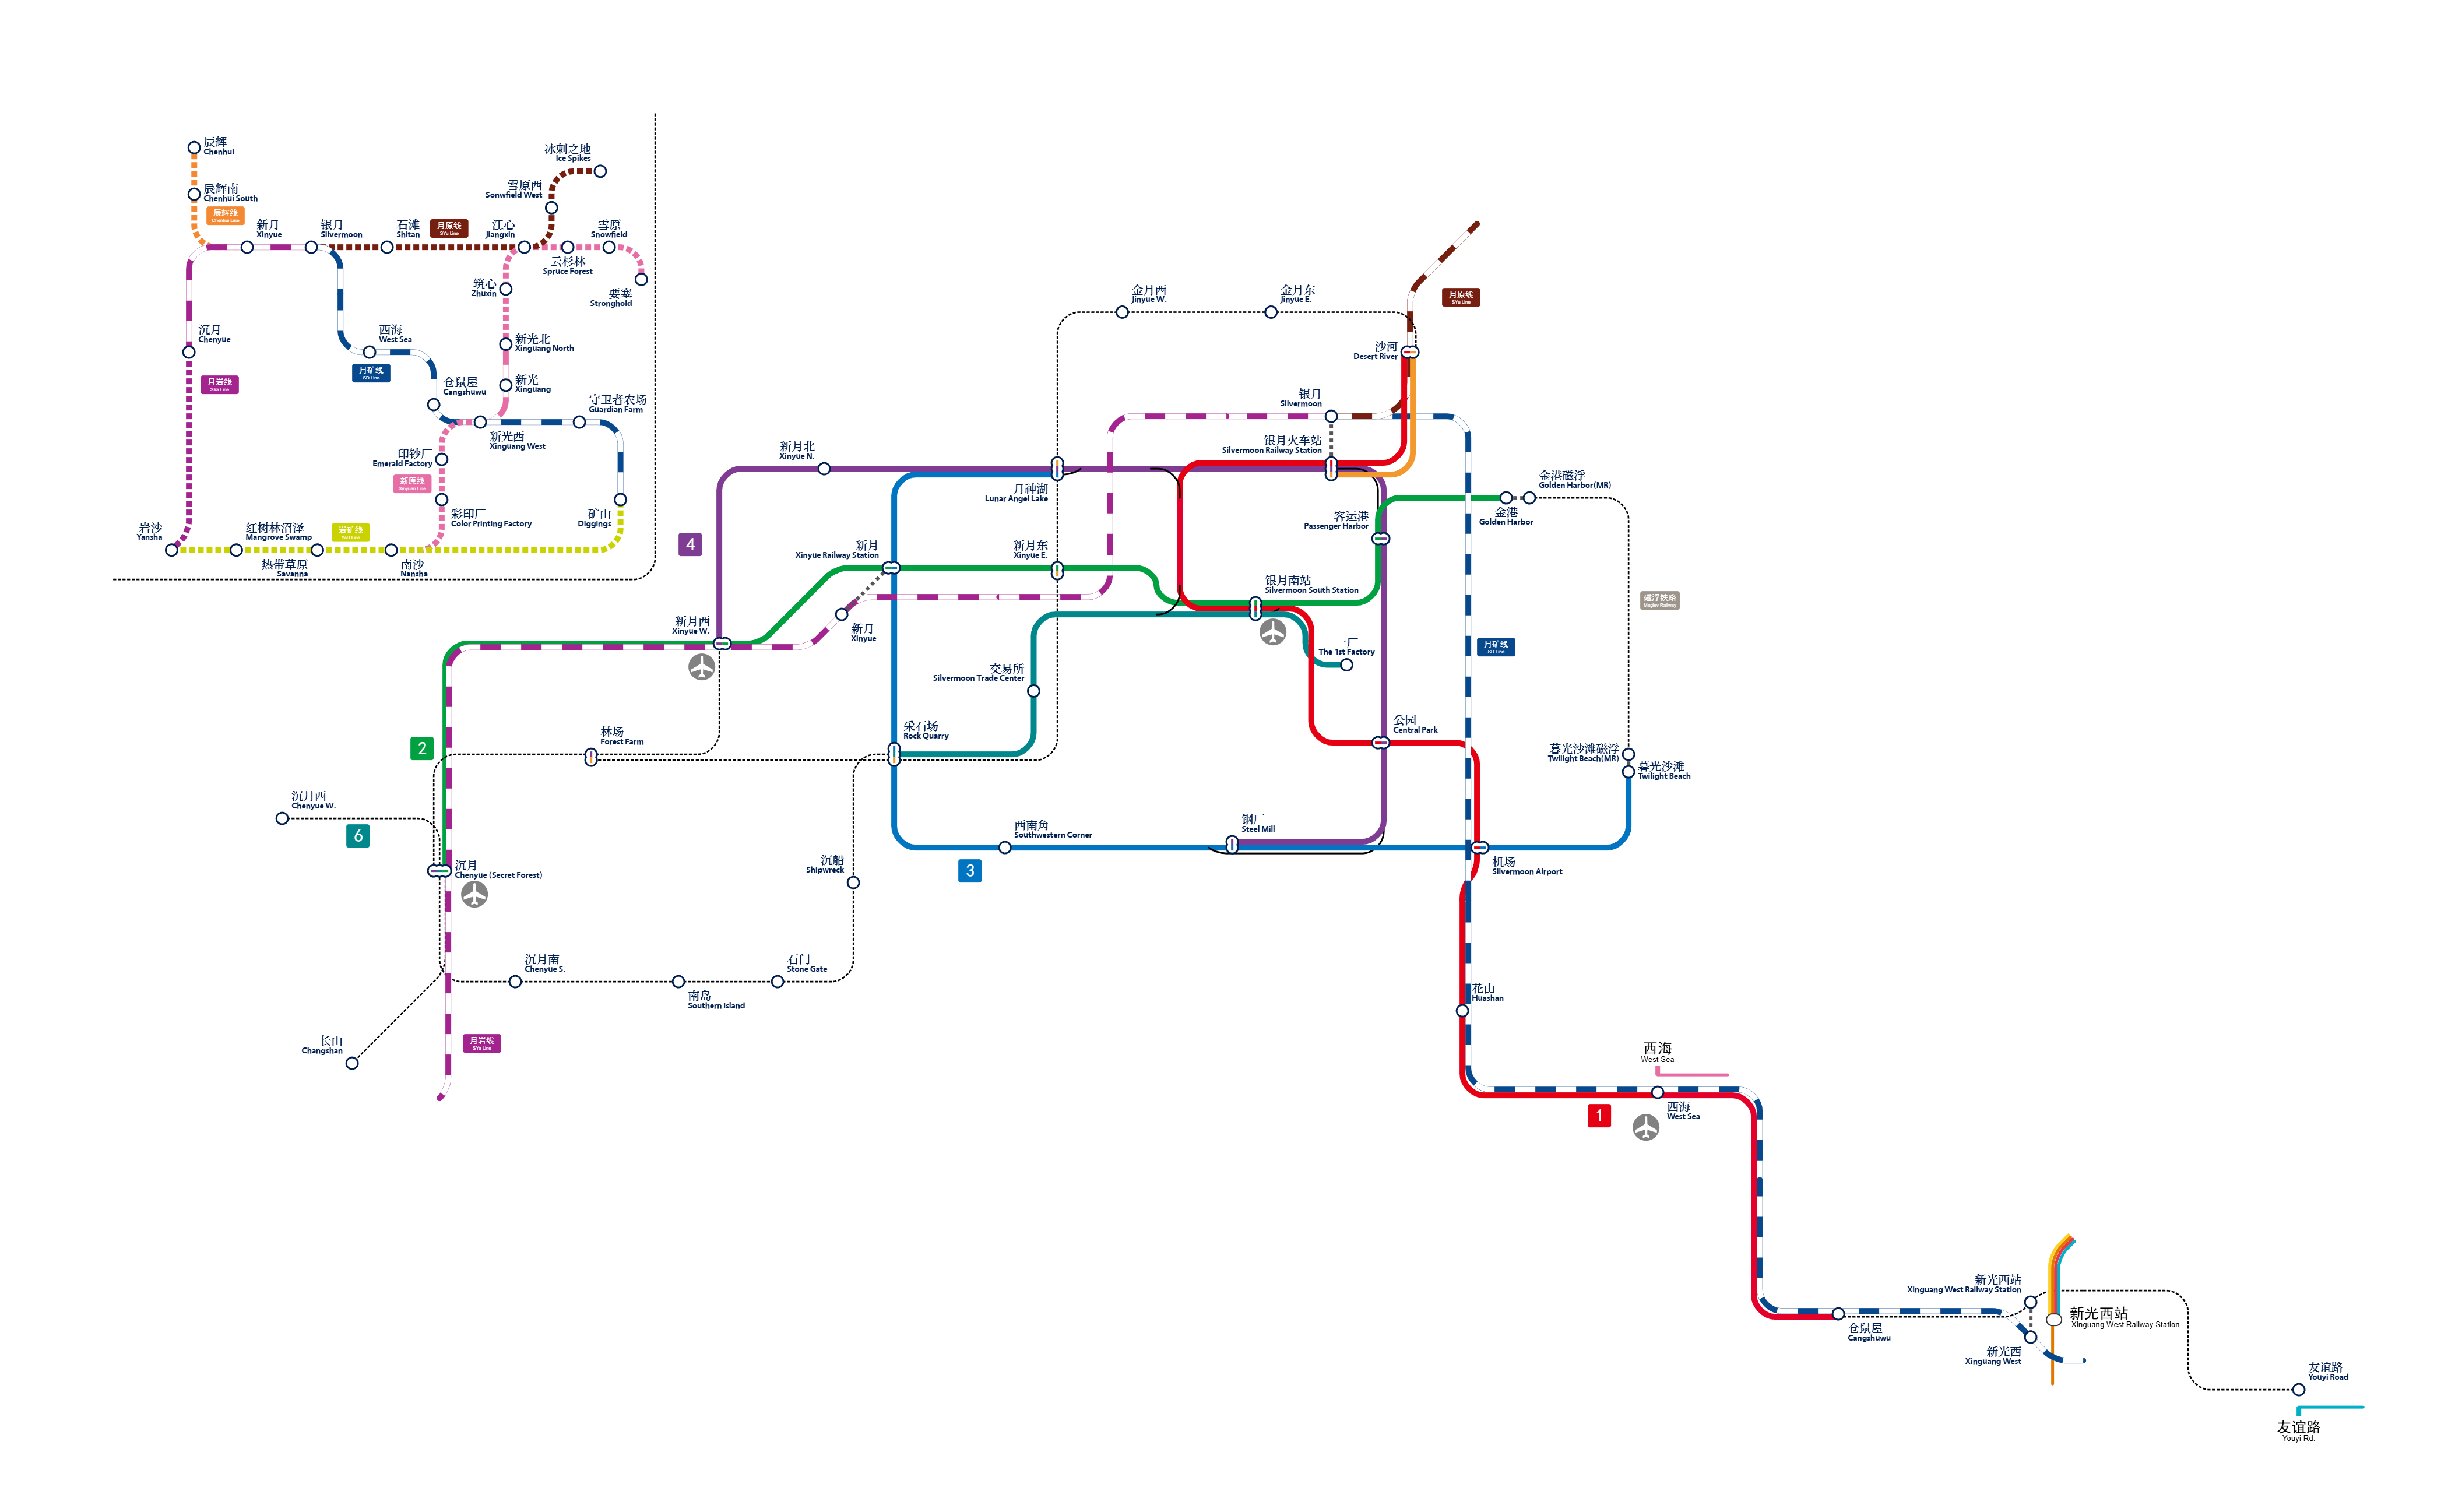 辰辉
Chenhui
辰辉南
Chenhui South
辰辉线
Chenhui Line
新月
Xinyue
银月
Silvermoon
石滩
Shitan
月原线
SYu Line
江心
Jiangxin
冰刺之地
Ice Spikes
雪原西
Sonwfield West
雪原
Snowfield
云杉林
Spruce Forest
要塞
Stronghold
筑心
Zhuxin
新光北
Xinguang North
新光
Xinguang
沉月
Chenyue
月岩线
SYa Line
西海
West Sea
月矿线
SD Line
仓鼠屋
Cangshuwu
新光西
Xinguang West
守卫者农场
Guardian Farm
印钞厂
Emerald Factory
新原线
Xinyuan Line
彩印厂
Color Printing Factory
矿山
Diggings
岩沙
Yansha
红树林沼泽
Mangrove Swamp
岩矿线
热带草原
Savanna
南沙
Nansha
月原线
SYu Line
金月西
Jinyue W.
金月东
Jinyue E.
沙河
Desert River
银月
Silvermoon
银月火车站
Silvermoon Railway Station
新月北
Xinyue N.
月神湖
Lunar Angel Lake
客运港
Passenger Harbor
金港磁浮
Golden Harbor(MR)
金港
Golden Harbor
4
新月
Xinyue Railway Station
新月东
Xinyue E.
银月南站
Silvermoon South Station
磁浮铁路
Maglev Railway
新月西
Xinyue W.
新月
Xinyue
一厂
The 1st Factory
月矿线
SD Line
交易所
Silvermoon Trade Center
2
林场
Forest Farm
采石场
Rock Quarry
公园
Central Park
暮光沙滩磁浮
Twilight Beach(MR)
暮光沙滩
Twilight Beach
沉月西
Chenyue W.
6
西南角
Southwestern Corner
钢厂
Steel Mill
3
机场
Silvermoon Airport
沉月
Chenyue (Secret Forest)
沉船
Shipwreck
沉月南
Chenyue S.
南岛
Southern Island
石门
Stone Gate
花山
Huashan
长山
Changshan
月岩线
SYa Line
西海
West Sea
1
西海
West Sea
新光西站
Xinguang West Railway Station
新光西站
Xinguang West Railway Station
仓鼠屋
Cangshuwu
新光西
Xinguang West
友谊路
Youyi Road
友谊路
Youyi Rd.